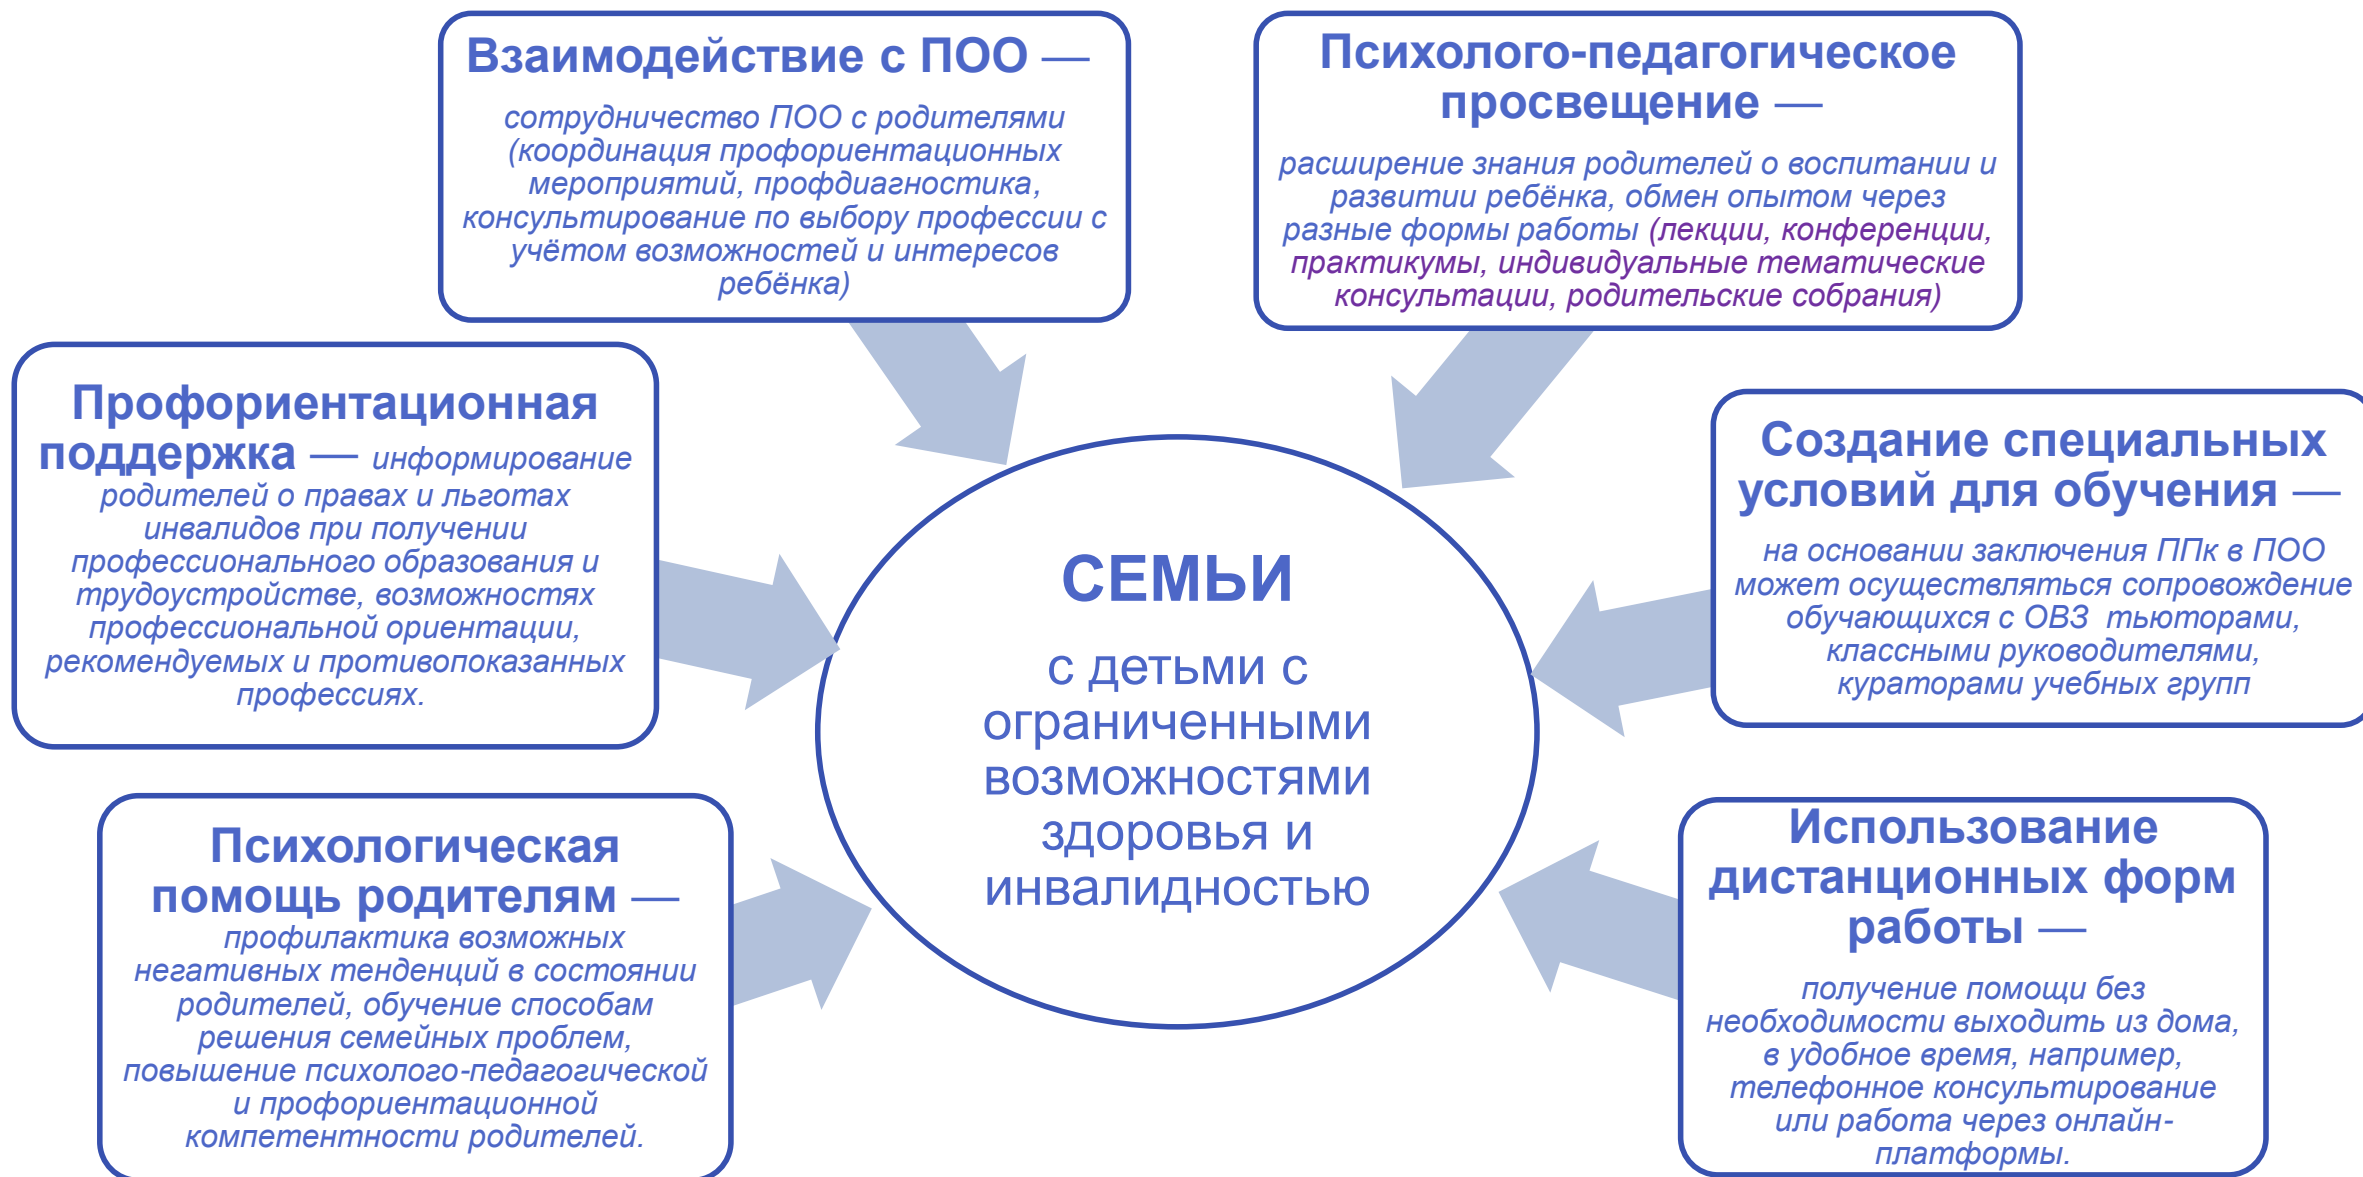 Взаимодействие с ПОО —
сотрудничество ПОО с родителями
(координация профориентационных
мероприятий, профдиагностика,
консультирование по выбору профессии с
учётом возможностей и интересов
ребёнка)
Психолого-педагогическое
просвещение —
расширение знания родителей о воспитании и
развитии ребёнка, обмен опытом через
разные формы работы (лекции, конференции,
практикумы, индивидуальные тематические
консультации, родительские собрания)
Профориентационная
поддержка — информирование
родителей о правах и льготах
инвалидов при получении
профессионального образования и
трудоустройстве, возможностях
профессиональной ориентации,
рекомендуемых и противопоказанных
профессиях.
СЕМЬИ
с детьми с
ограниченными
возможностями
здоровья и
инвалидностью
Создание специальных
условий для обучения —
на основании заключения ППк в ПОО
может осуществляться сопровождение
обучающихся с ОВЗ  тьюторами,
классными руководителями,
кураторами учебных групп
Психологическая
помощь родителям —
профилактика возможных
негативных тенденций в состоянии
родителей, обучение способам
решения семейных проблем,
повышение психолого-педагогической
и профориентационной
компетентности родителей.
Использование
дистанционных форм
работы —
получение помощи без
необходимости выходить из дома,
в удобное время, например,
телефонное консультирование
или работа через онлайн-
платформы.